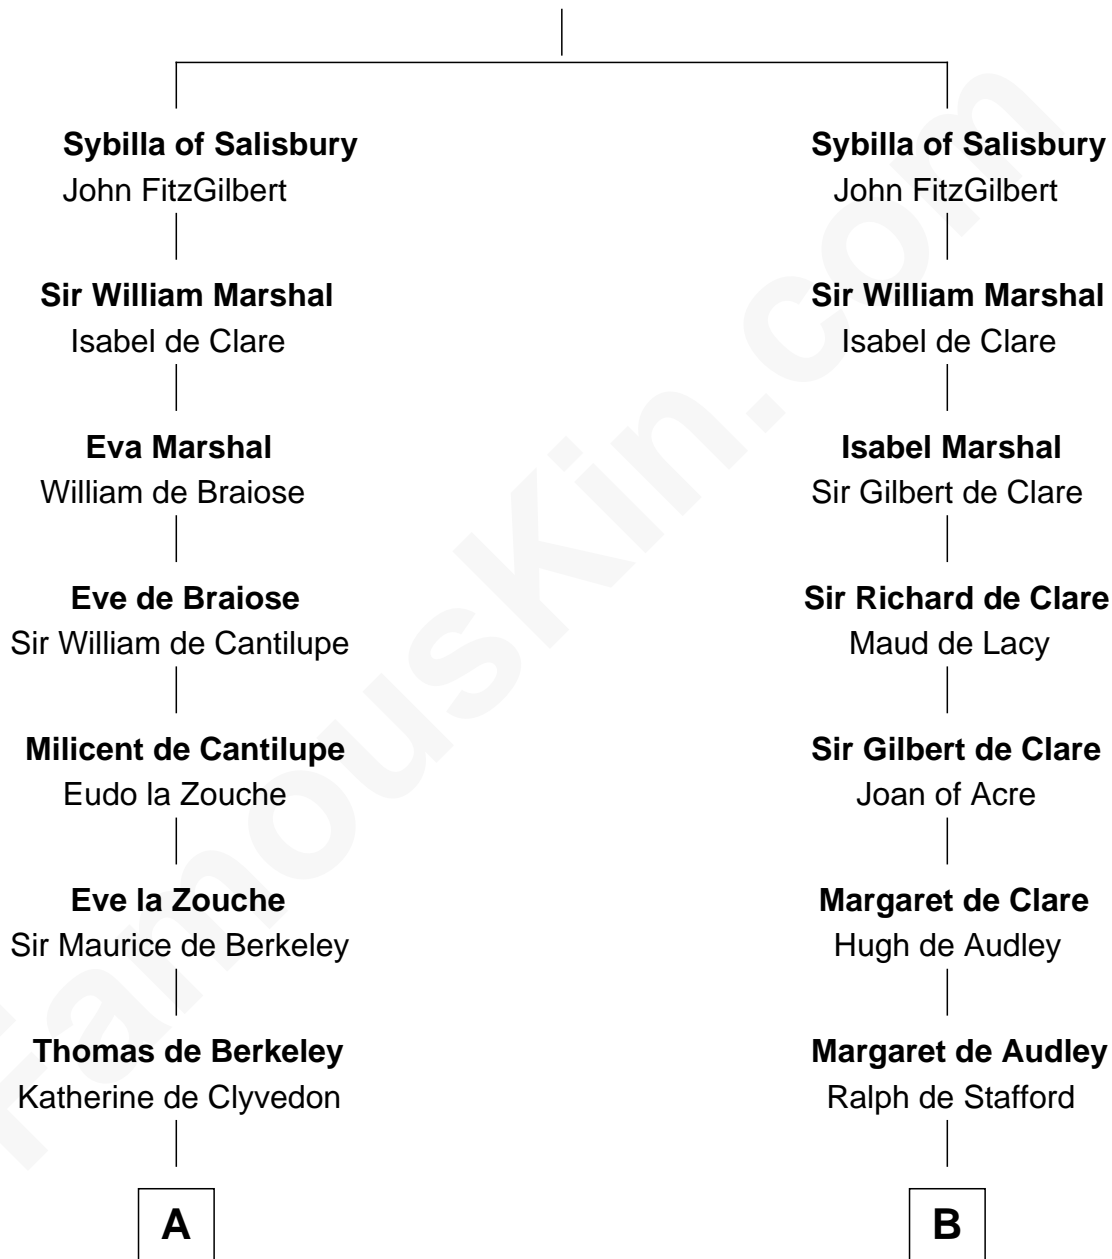 Sybilla of Salisbury
John FitzGilbert
Sir William Marshal
Isabel de Clare
Eva Marshal
William de Braiose
Eve de Braiose
Sir William de Cantilupe
Milicent de Cantilupe
Eudo la Zouche
Eve la Zouche
Sir Maurice de Berkeley
Thomas de Berkeley
Katherine de Clyvedon
A
Sybilla of Salisbury
John FitzGilbert
Sir William Marshal
Isabel de Clare
Isabel Marshal
Sir Gilbert de Clare
Sir Richard de Clare
Maud de Lacy
Sir Gilbert de Clare
Joan of Acre
Margaret de Clare
Hugh de Audley
Margaret de Audley
Ralph de Stafford
B
FamousKin.com